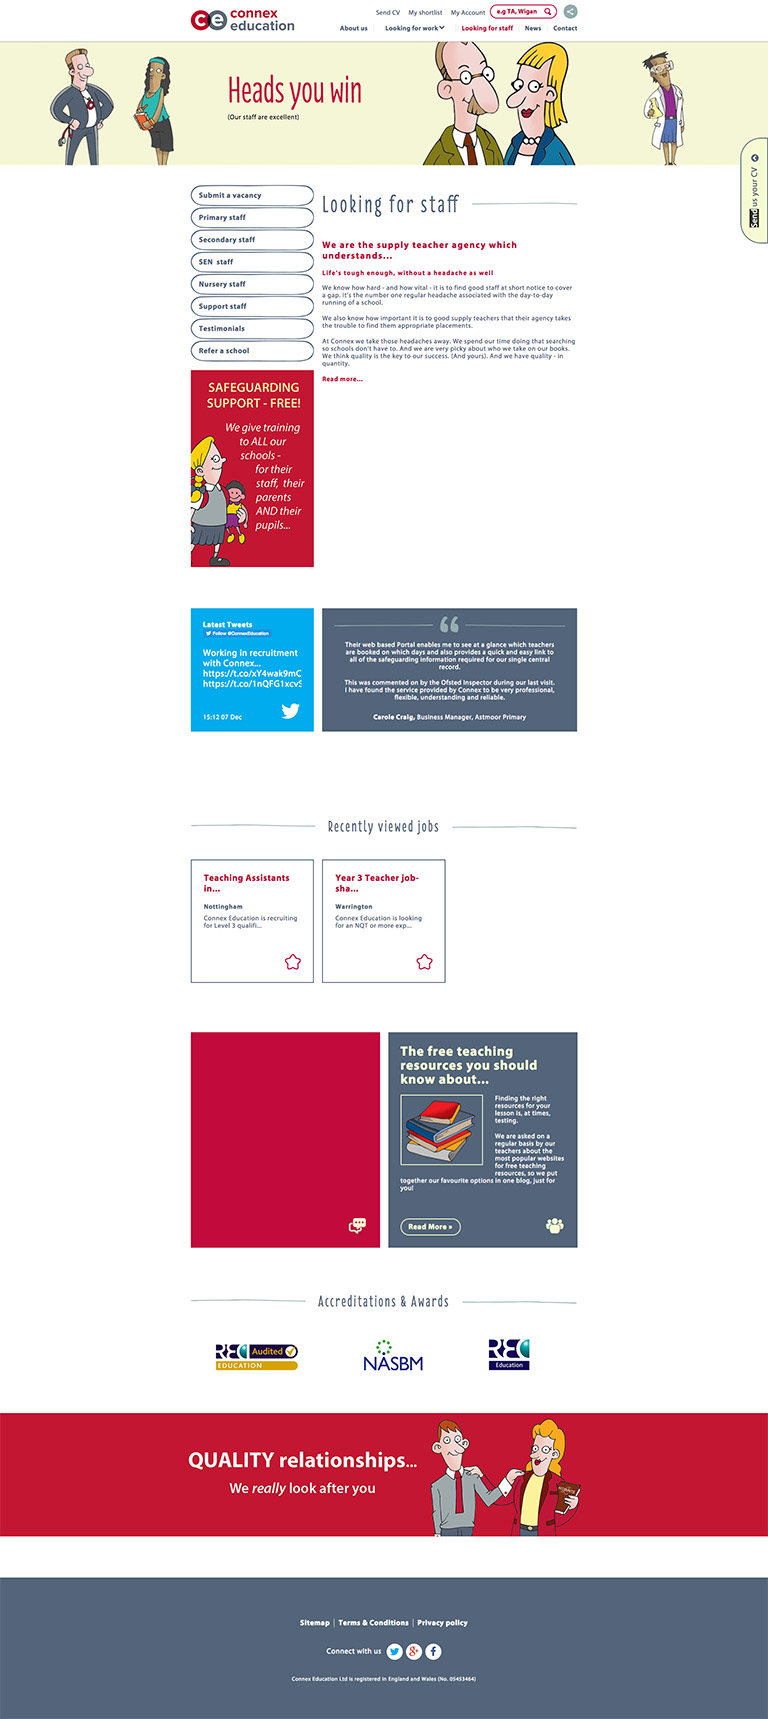 ce connex
education
Send CV My shortlist My Account e.g TA, Wigan
About us Looking for work Looking for staff News Contact
Heads you win
(Our staff are excellent)
Send us your CV
Submit a vacancy
Primary staff
Secondary staff
SEN staff
Nursery staff
Support staff
Testimonials
Refer a school
Looking for staff
We are the supply teacher agency which
understands...
Life's tough enough, without a headache as well
We know how hard - and how vital - it is to find good staff at short notice to cover
a gap. It's the number one regular headache associated with the day-to-day
running of a school.
We also know how important it is to good supply teachers that their agency takes
the trouble to find them appropriate placements.
At Connex we take those headaches away. We spend our time doing that searching
so schools don't have to. And we are very picky about who we take on our books.
We think quality is the key to our success. (And yours). And we have quality - in
quantity.
Read more...
SAFEGUARDING
SUPPORT - FREE!
We give training
to ALL our
schools -
for their
staff, their
parents
AND their
pupils...
Latest Tweets
Follow @ConnexEducation
Working in recruitment
with Connex...
https://t.co/xY4wak9mC
https://t.co/1nQFG1xcvS
15:12 07 Dec
Their web based Portal enables me to see at a glance which teachers
are booked on which days and also provides a quick and easy link to
all of the safeguarding information required for our single central
record.
This was commented on by the Ofsted Inspector during our last visit.
I have found the service provided by Connex to be very professional,
flexible, understanding and reliable.
Carole Craig, Business Manager, Astmoor Primary
Recently viewed jobs
Teaching Assistants
in...
Nottingham
Connex Education is recruiting
for Level 3 qualifi...
Year 3 Teacher job-
sha...
Warrington
Connex Education is looking
for an NQT or more exp...
The free teaching
resources you should
know about...
Finding the right
resources for your
lesson is, at times,
testing.
We are asked on a
regular basis by our
teachers about the
most popular websites
for free teaching
resources, so we put
together our favourite options in one blog, just for
you!
Read More »
Accreditations & Awards
REC Audited
EDUCATION
NASBM
REC
Education
QUALITY relationships...
We really look after you
Sitemap | Terms & Conditions | Privacy policy
Connect with us
Connex Education Ltd is registered in England and Wales (No. 05453464)